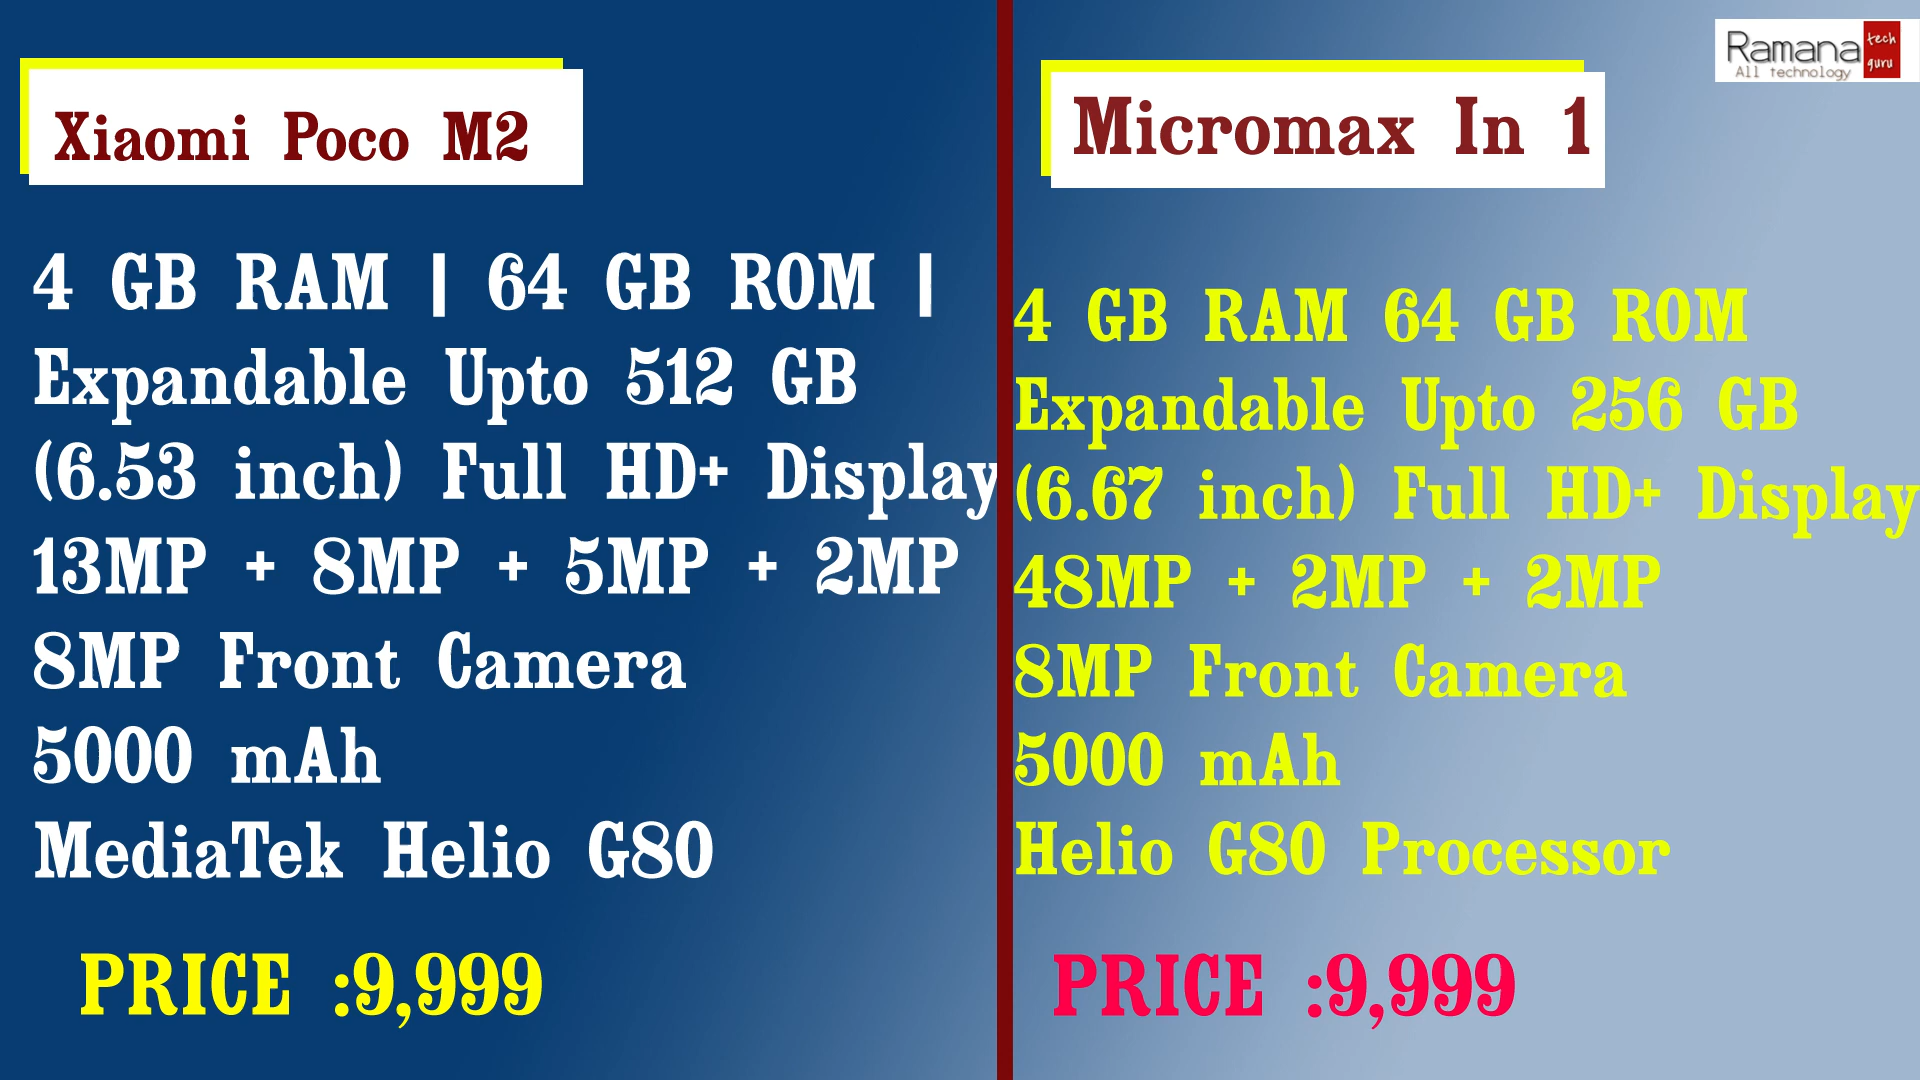 Xiaomi Poco M2
4 GB RAM | 64 GB ROM |
Expandable Upto 512 GB
(6.53 inch) Full HD+ Display
13MP + 8MP + 5MP + 2MP
8MP Front Camera
5000 mAh
MediaTek Helio G80
PRICE :9,999
Ramana tech
All technology guru
Micromax In 1
4 GB RAM 64 GB ROM
Expandable Upto 256 GB
(6.67 inch) Full HD+ Display
48MP + 2MP + 2MP
8MP Front Camera
5000 mAh
Helio G80 Processor
PRICE :9,999